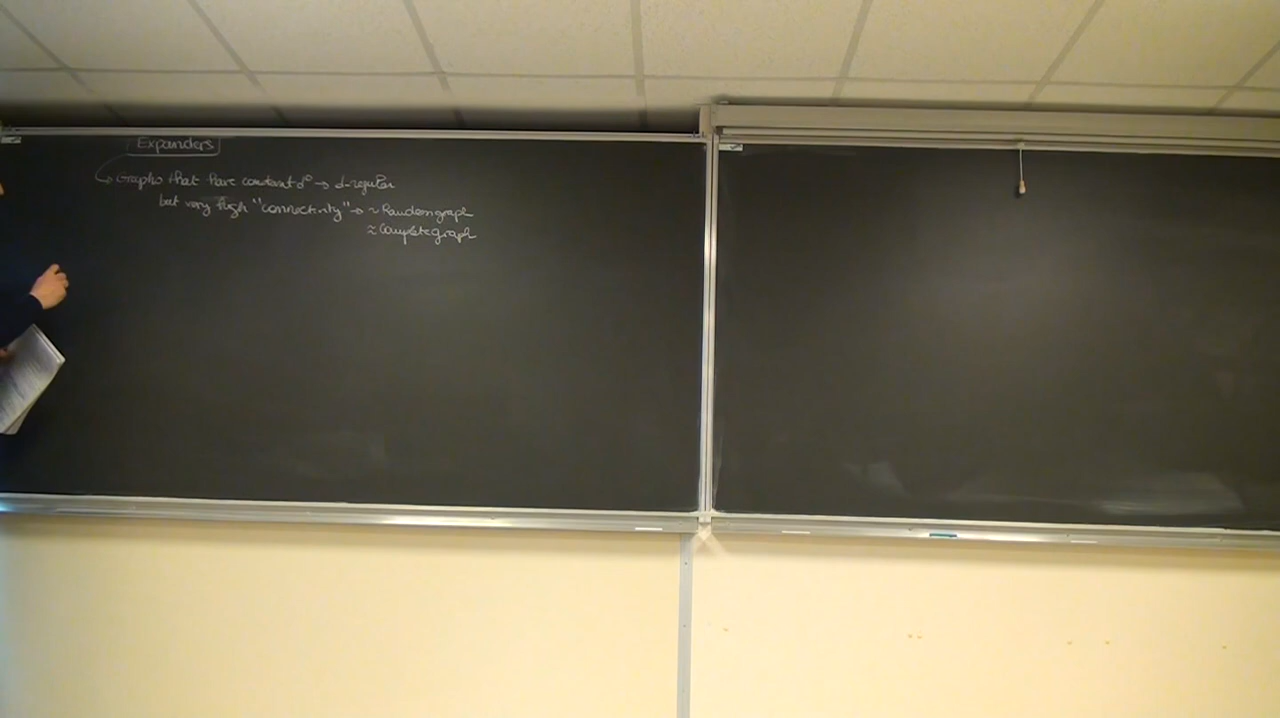 Expanders
Graphs that have constant d° → d-regular
but very high "connectivity" → ≈ Random graph
≈ Complete graph